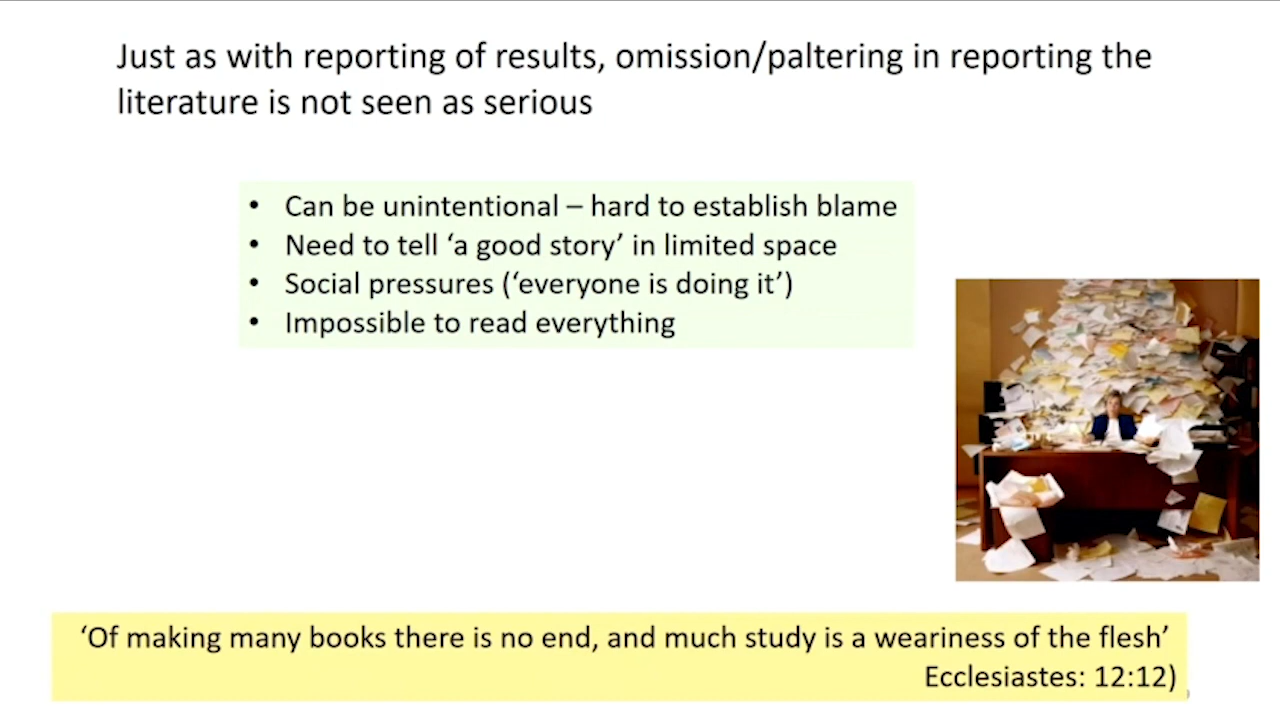 Just as with reporting of results, omission/paltering in reporting the
literature is not seen as serious
• Can be unintentional – hard to establish blame
• Need to tell ‘a good story’ in limited space
• Social pressures (‘everyone is doing it’)
• Impossible to read everything
‘Of making many books there is no end, and much study is a weariness of the flesh’
Ecclesiastes: 12:12)